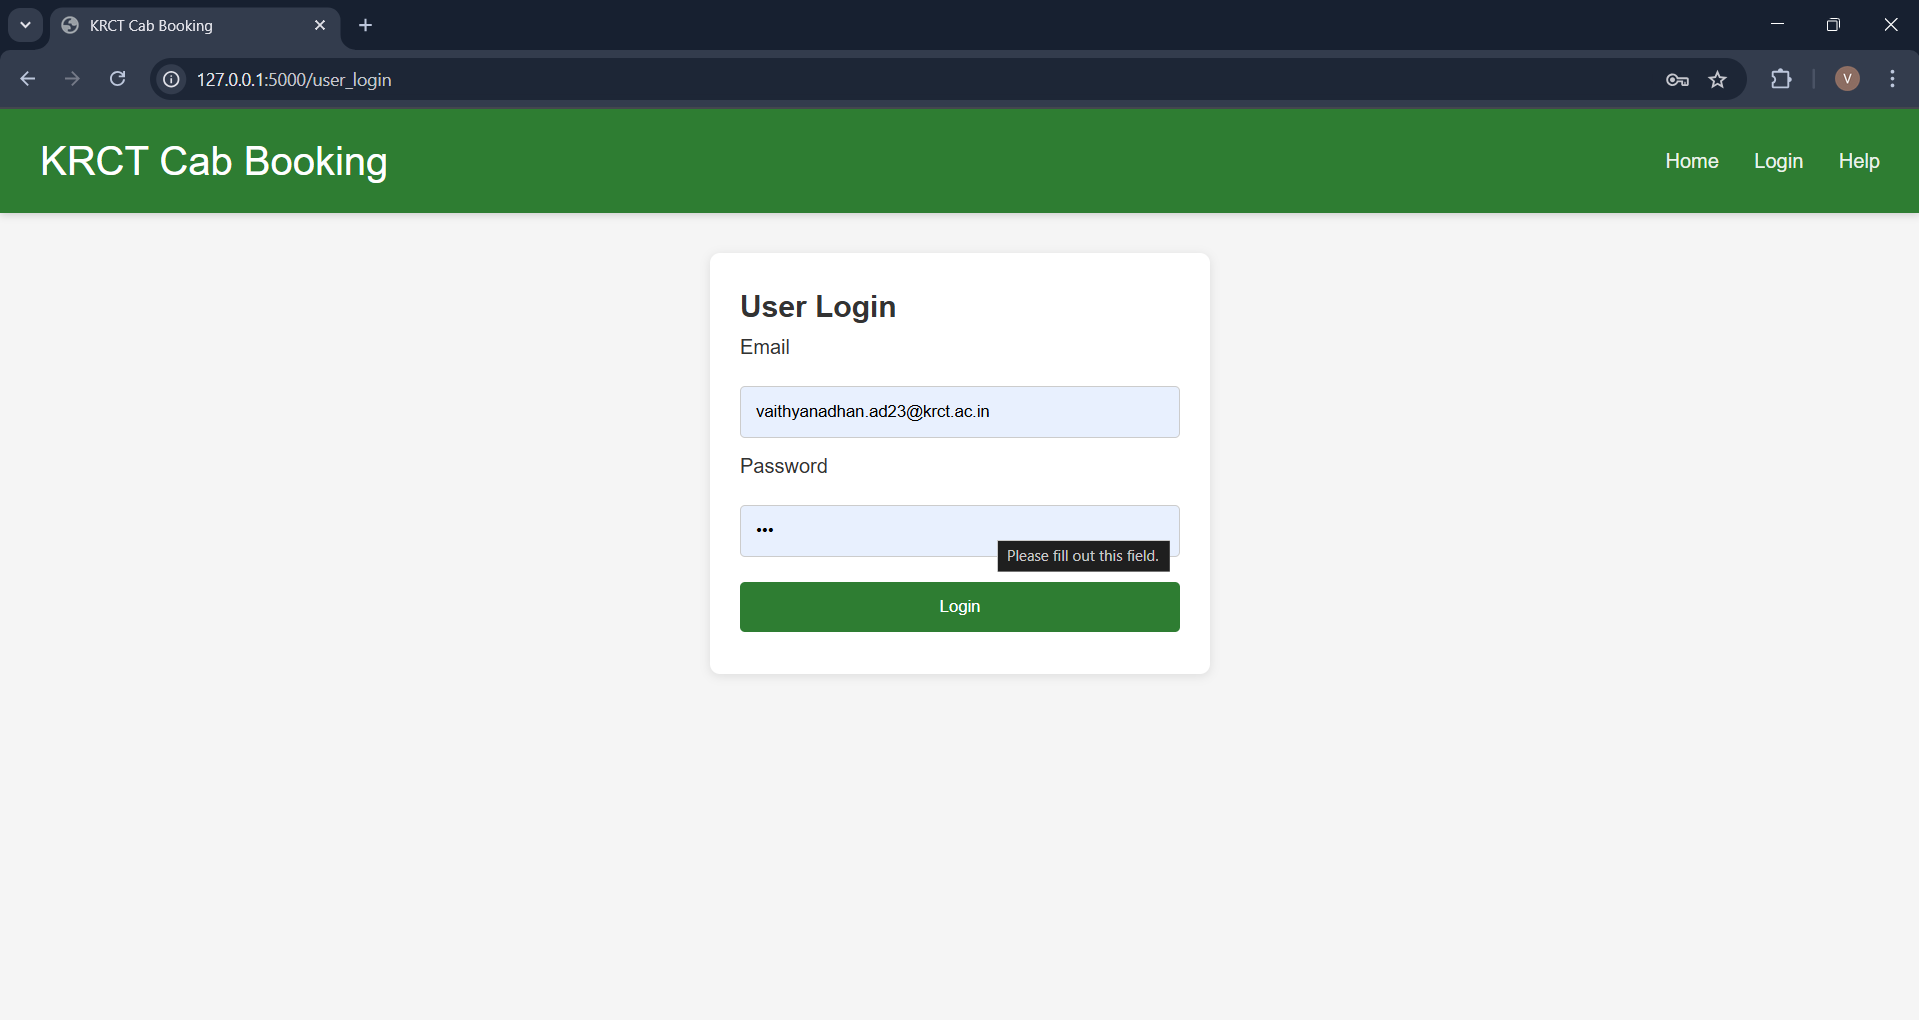 KRCT Cab Booking
127.0.0.1:5000/user_login
V
KRCT Cab Booking
Home Login Help
User Login
Email
vaithyanadhan.ad23@krct.ac.in
Password
•••
Please fill out this field.
Login